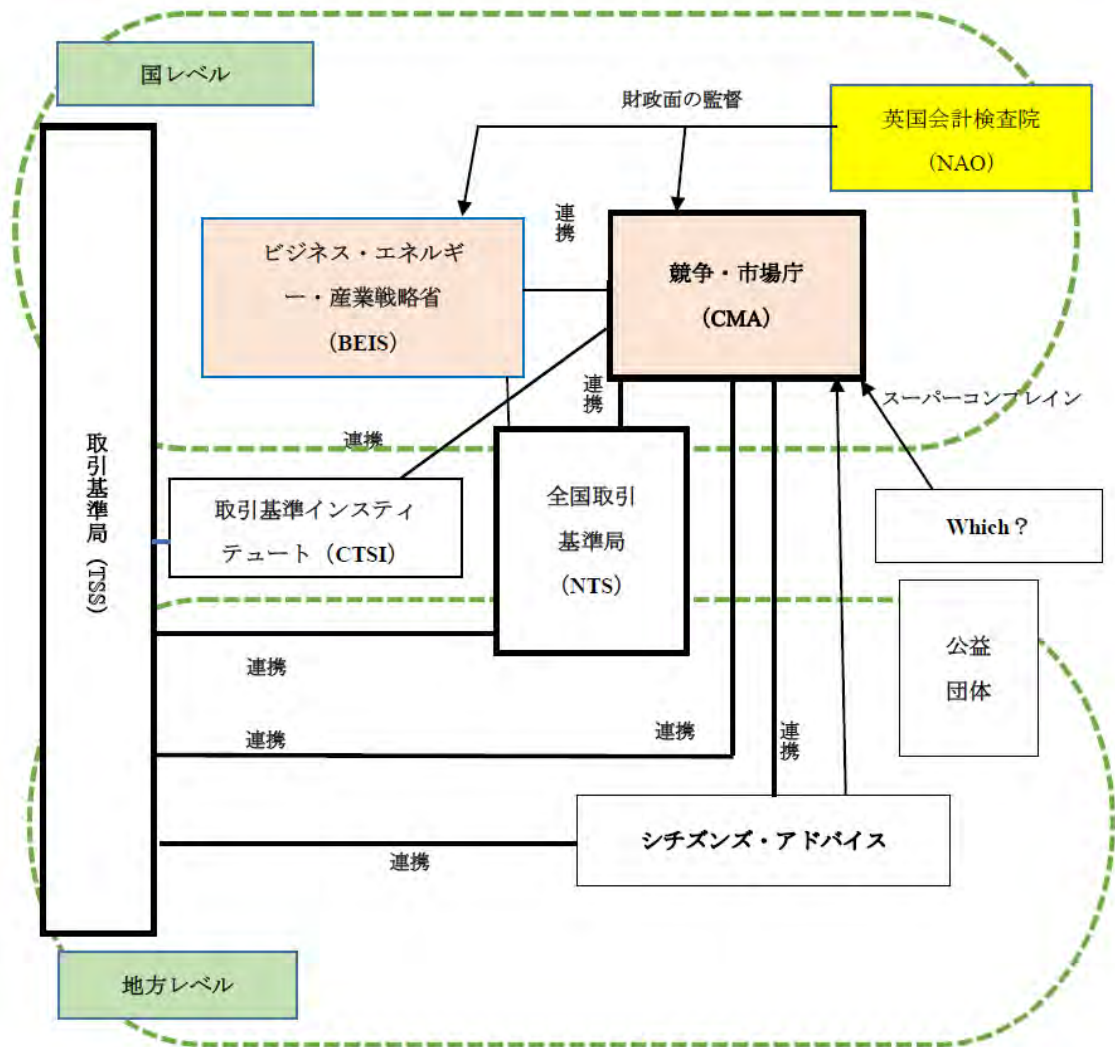 国レベル
財政面の監督
英国会計検査院
（NAO）
連携
ビジネス・エネルギ
ー・産業戦略省
（BEIS）
競争・市場庁
（CMA）
連携
スーパーコンプレイン
連携
取引基準局（TSS）
取引基準インスティ
テュート（CTSI）
全国取引
基準局
（NTS）
Which？
公益
団体
連携
連携
連携
連携
シチズンズ・アドバイス
連携
地方レベル